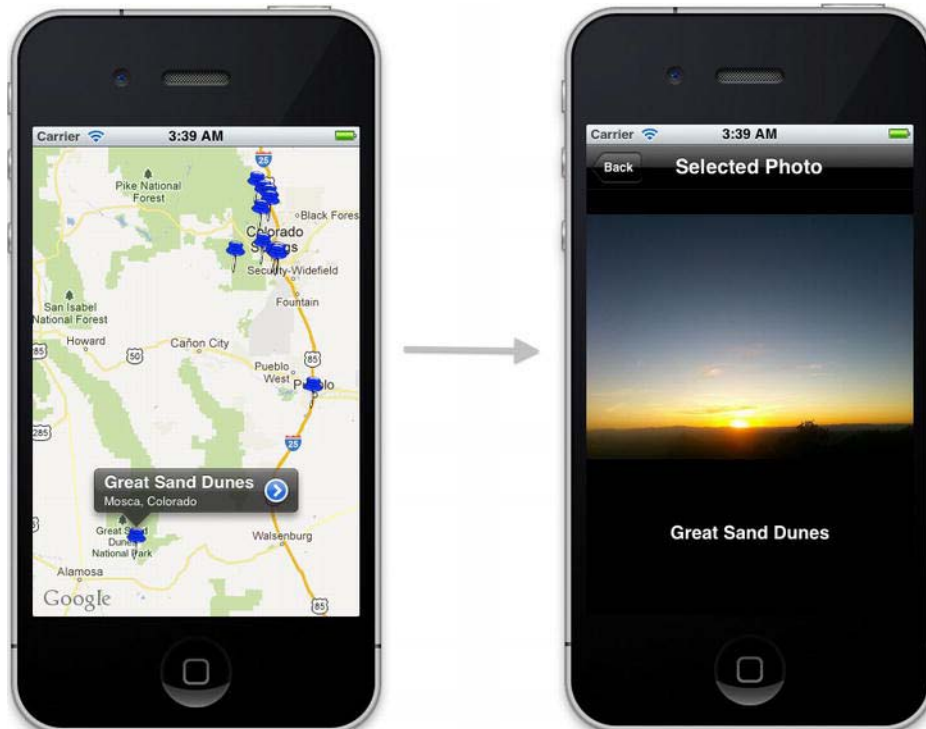 Carrier 3:39 AM
25
Pike National
Forest
Black Fores
Colorado
Springs
Security-Widefield
Fountain
San Isabel
National Forest
Howard
285
50
Cañon City
85
Pueblo
West
Pueblo
285
25
Great Sand Dunes
Mosca, Colorado
Great Sand
Dunes
National Park
Walsenburg
Alamosa
Google
85
Carrier 3:39 AM
Back Selected Photo
Great Sand Dunes